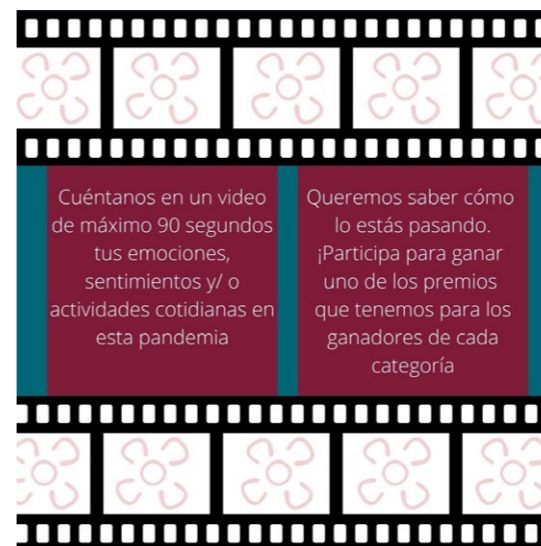 Cuéntanos en un video
de máximo 90 segundos
tus emociones,
sentimientos y/ o
actividades cotidianas en
esta pandemia
Queremos saber cómo
lo estás pasando.
¡Participa para ganar
uno de los premios
que tenemos para los
ganadores de cada
categoría